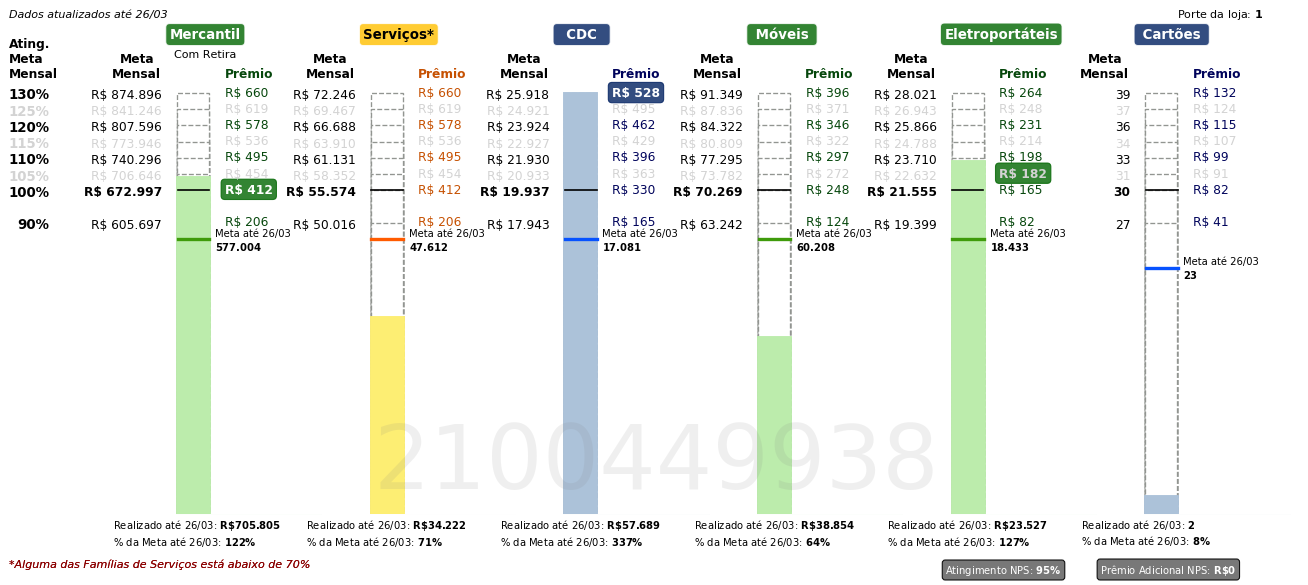 Dados atualizados até 26/03
Porte da loja: 1
Mercantil Serviços* CDC Móveis Eletroportáteis Cartões
Com Retira
Ating. Meta Mensal
Meta Mensal Prêmio Meta Mensal Prêmio Meta Mensal Prêmio Meta Mensal Prêmio Meta Mensal Prêmio Meta Mensal Prêmio
130% R$ 874.896 R$ 660 R$ 72.246 R$ 660 R$ 25.918 R$ 528 R$ 91.349 R$ 396 R$ 28.021 R$ 264 39 R$ 132
125% R$ 841.246 R$ 619 R$ 69.467 R$ 619 R$ 24.921 R$ 495 R$ 87.836 R$ 371 R$ 26.943 R$ 248 37 R$ 124
120% R$ 807.596 R$ 578 R$ 66.688 R$ 578 R$ 23.924 R$ 462 R$ 84.322 R$ 346 R$ 25.866 R$ 231 36 R$ 115
115% R$ 773.946 R$ 536 R$ 63.910 R$ 536 R$ 22.927 R$ 429 R$ 80.809 R$ 322 R$ 24.788 R$ 214 34 R$ 107
110% R$ 740.296 R$ 495 R$ 61.131 R$ 495 R$ 21.930 R$ 396 R$ 77.295 R$ 297 R$ 23.710 R$ 198 33 R$ 99
105% R$ 706.646 R$ 454 R$ 58.352 R$ 454 R$ 20.933 R$ 363 R$ 73.782 R$ 272 R$ 22.632 R$ 182 31 R$ 91
100% R$ 672.997 R$ 412 R$ 55.574 R$ 412 R$ 19.937 R$ 330 R$ 70.269 R$ 248 R$ 21.555 R$ 165 30 R$ 82
90% R$ 605.697 R$ 206 R$ 50.016 R$ 206 R$ 17.943 R$ 165 R$ 63.242 R$ 124 R$ 19.399 R$ 82 27 R$ 41
Meta até 26/03 Meta até 26/03 Meta até 26/03 Meta até 26/03 Meta até 26/03
577.004 47.612 17.081 60.208 18.433
Meta até 26/03
23
2100449938
Realizado até 26/03: R$705.805 Realizado até 26/03: R$34.222 Realizado até 26/03: R$57.689 Realizado até 26/03: R$38.854 Realizado até 26/03: R$23.527 Realizado até 26/03: 2
% da Meta até 26/03: 122% % da Meta até 26/03: 71% % da Meta até 26/03: 337% % da Meta até 26/03: 64% % da Meta até 26/03: 127% % da Meta até 26/03: 8%
*Alguma das Famílias de Serviços está abaixo de 70%
Atingimento NPS: 95% Prêmio Adicional NPS: R$0